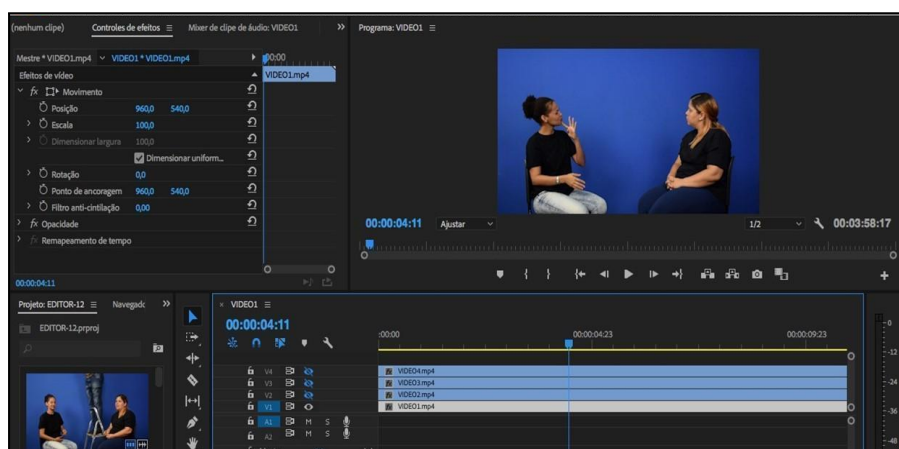 (nenhum clipe) Controles de efeitos Mixer de clipe de áudio: VIDEO1
Mestre * VIDEO1.mp4 VIDEO1 * VIDEO1.mp4
00:00
Efeitos de vídeo
VIDEO1.mp4
fx Movimento
Posição 960,0 540,0
Escala 100,0
Dimensionar largura 100,0
Dimensionar uniform...
Rotação 0,0
Ponto de ancoragem 960,0 540,0
Filtro anti-cintilação 0,00
fx Opacidade
fx Remapeamento de tempo
00:00:04:11
Programa: VIDEO1
00:00:04:11 Ajustar 1/2 00:03:58:17
Projeto: EDITOR-12 Navegadc
EDITOR-12.prproj
VIDEO1
00:00:04:11
:00:00 00:00:04:23 00:00:09:23
V4 fx VIDEO4.mp4
V3 fx VIDEO3.mp4
V2 fx VIDEO2.mp4
V1 fx VIDEO1.mp4
A1 M S
A2 M S
0
-12
-24
-36
-48